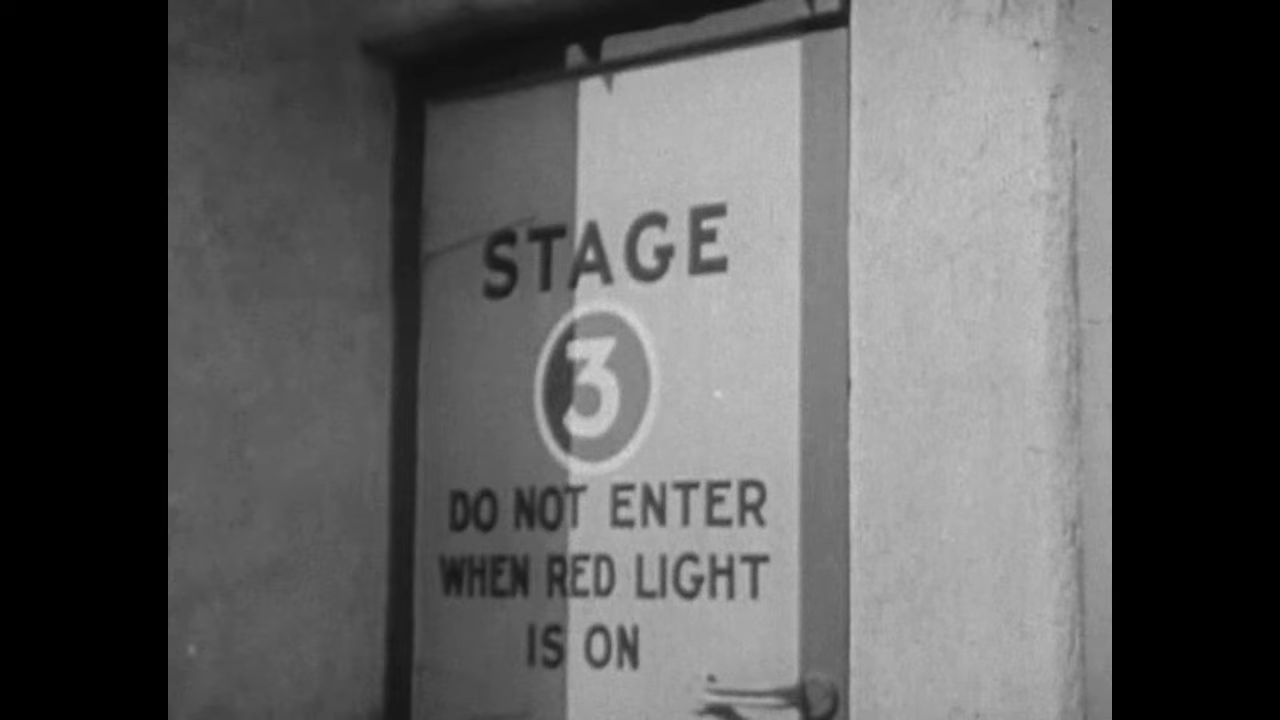 STAGE
3
DO NOT ENTER
WHEN RED LIGHT
IS ON